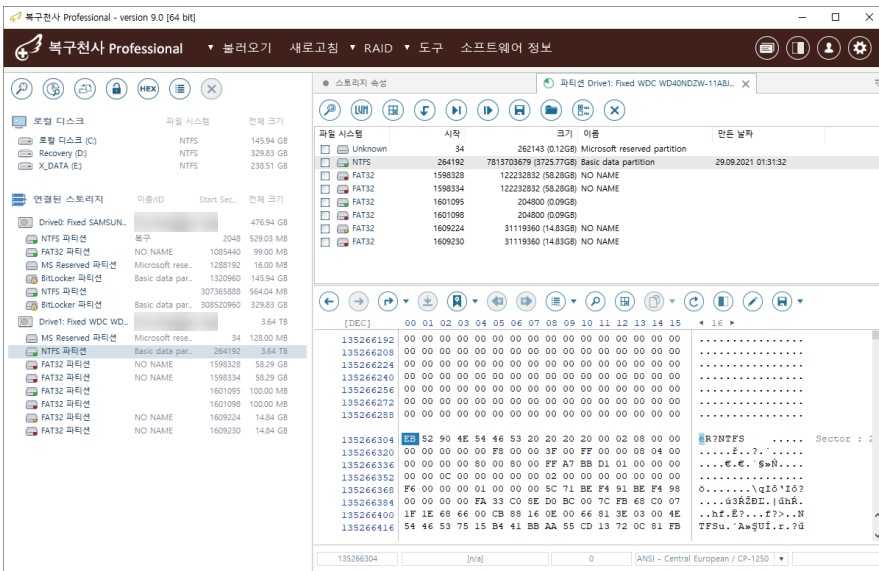 복구천사 Professional - version 9.0 [64 bit]
복구천사 Professional ▼ 불러오기 새로고침 ▼ RAID ▼ 도구 소프트웨어 정보
HEX
로컬 디스크 파일 시스템 전체 크기
로컬 디스크 (C:) NTFS 145.94 GB
Recovery (D:) NTFS 329.83 GB
X_DATA (E:) NTFS 238.51 GB
연결된 스토리지 이름/ID Start Sec... 전체 크기
Drive0: Fixed SAMSUN... 476.94 GB
NTFS 파티션 복구 2048 529.03 MB
FAT32 파티션 NO NAME 1085440 99.00 MB
MS Reserved 파티션 Microsoft rese... 1288192 16.00 MB
BitLocker 파티션 Basic data par... 1320960 145.94 GB
NTFS 파티션 307365888 564.04 MB
BitLocker 파티션 Basic data par... 308520960 329.83 GB
Drive1: Fixed WDC WD... 3.64 TB
MS Reserved 파티션 Microsoft rese... 34 128.00 MB
NTFS 파티션 Basic data par... 264192 3.64 TB
FAT32 파티션 NO NAME 1598328 58.29 GB
FAT32 파티션 NO NAME 1598334 58.29 GB
FAT32 파티션 1601095 100.00 MB
FAT32 파티션 1601098 100.00 MB
FAT32 파티션 NO NAME 1609224 14.84 GB
FAT32 파티션 NO NAME 1609230 14.84 GB
스토리지 속성 파티션 Drive1: Fixed WDC WD40NDZW-11A8J...
LVM
파일 시스템 시작 크기 이름 만든 날짜
Unknown 34 262143 (0.12GB) Microsoft reserved partition
NTFS 264192 7813703679 (3725.77GB) Basic data partition 29.09.2021 01:31:32
FAT32 1598328 122232832 (58.28GB) NO NAME
FAT32 1598334 122232832 (58.28GB) NO NAME
FAT32 1601095 204800 (0.09GB)
FAT32 1601098 204800 (0.09GB)
FAT32 1609224 31119360 (14.83GB) NO NAME
FAT32 1609230 31119360 (14.83GB) NO NAME
[DEC] 00 01 02 03 04 05 06 07 08 09 10 11 12 13 14 15 ◄ 16 ►
135266192 00 00 00 00 00 00 00 00 00 00 00 00 00 00 00 00 ................
135266208 00 00 00 00 00 00 00 00 00 00 00 00 00 00 00 00 ................
135266224 00 00 00 00 00 00 00 00 00 00 00 00 00 00 00 00 ................
135266240 00 00 00 00 00 00 00 00 00 00 00 00 00 00 00 00 ................
135266256 00 00 00 00 00 00 00 00 00 00 00 00 00 00 00 00 ................
135266272 00 00 00 00 00 00 00 00 00 00 00 00 00 00 00 00 ................
135266288 00 00 00 00 00 00 00 00 00 00 00 00 00 00 00 00 ................
135266304 EB 52 90 4E 54 46 53 20 20 20 20 00 02 08 00 00 ëR?NTFS ..... Sector : 2
135266320 00 00 00 00 00 F8 00 00 3F 00 FF 00 00 08 04 00 .....ř..?.˙.....
135266336 00 00 00 00 80 00 80 00 FF A7 BB D1 01 00 00 00 ....€.€.˙§»Ń....
135266352 00 00 0C 00 00 00 00 00 02 00 00 00 00 00 00 00 ................
135266368 F6 00 00 00 01 00 00 00 5C 71 BE F4 91 BE F4 98 ö.......\qľô‘ľô?
135266384 00 00 00 00 FA 33 C0 8E D0 BC 00 7C FB 68 C0 07 ....ú3ŔŽĐĽ.|űhŔ.
135266400 1F 1E 68 66 00 CB 88 16 0E 00 66 81 3E 03 00 4E ..hf.Ë?...f?>..N
135266416 54 46 53 75 15 B4 41 BB AA 55 CD 13 72 0C 81 FB TFSu.´A»ŞUÍ.r.?ű
135266304 [n/a] 0 ANSI - Central European / CP-1250 ▼